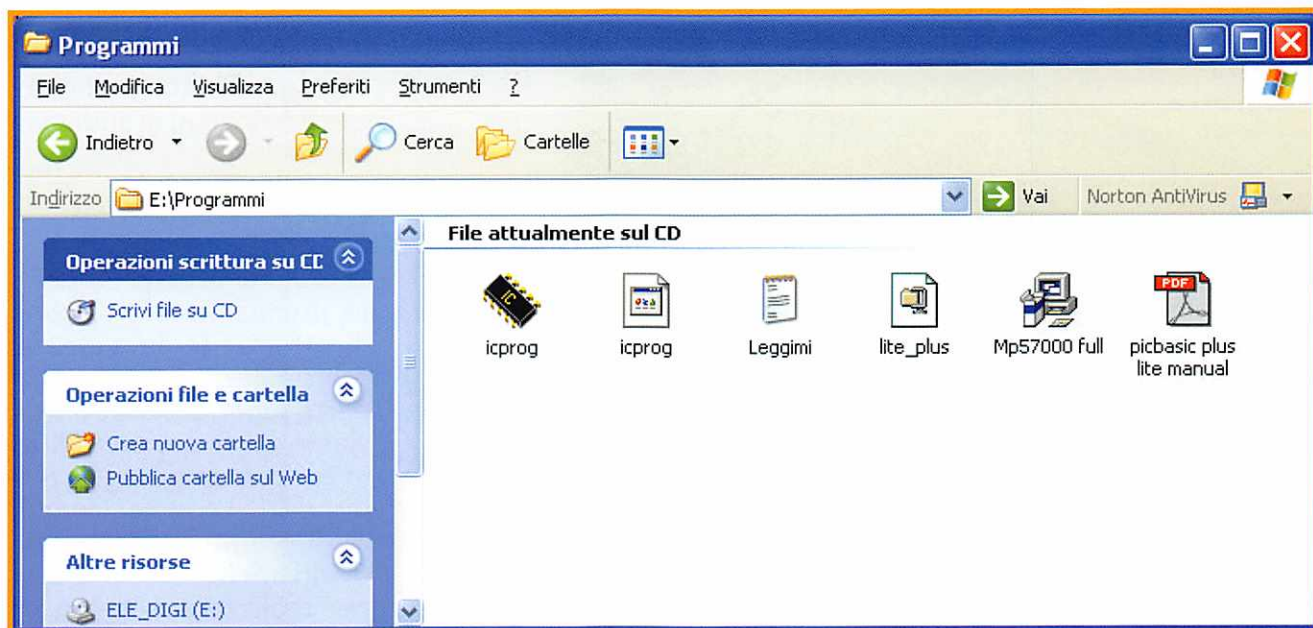 Programmi
File Modifica Visualizza Preferiti Strumenti ?
Indietro Cerca Cartelle
Indirizzo E:\Programmi Vai Norton AntiVirus
Operazioni scrittura su CD
Scrivi file su CD
Operazioni file e cartella
Crea nuova cartella
Pubblica cartella sul Web
Altre risorse
ELE_DIGI (E:)
File attualmente sul CD
IC
PDF
icprog icprog Leggimi lite_plus Mp57000 full picbasic plus
lite manual